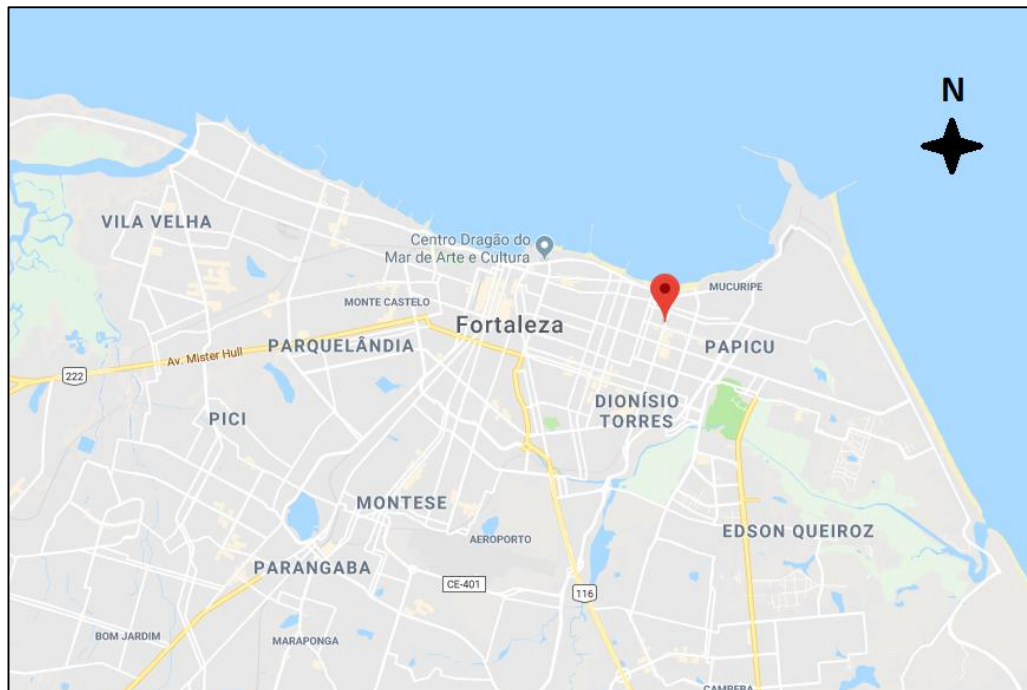 N
VILA VELHA
Centro Dragão do
Mar de Arte e Cultura
MUCURIPE
MONTE CASTELO
Fortaleza
PARQUELÂNDIA
Av. Mister Hull
PAPICU
222
DIONÍSIO
TORRES
PICI
MONTESE
EDSON QUEIROZ
AEROPORTO
PARANGABA
CE-401
116
BOM JARDIM
MARAPONGA